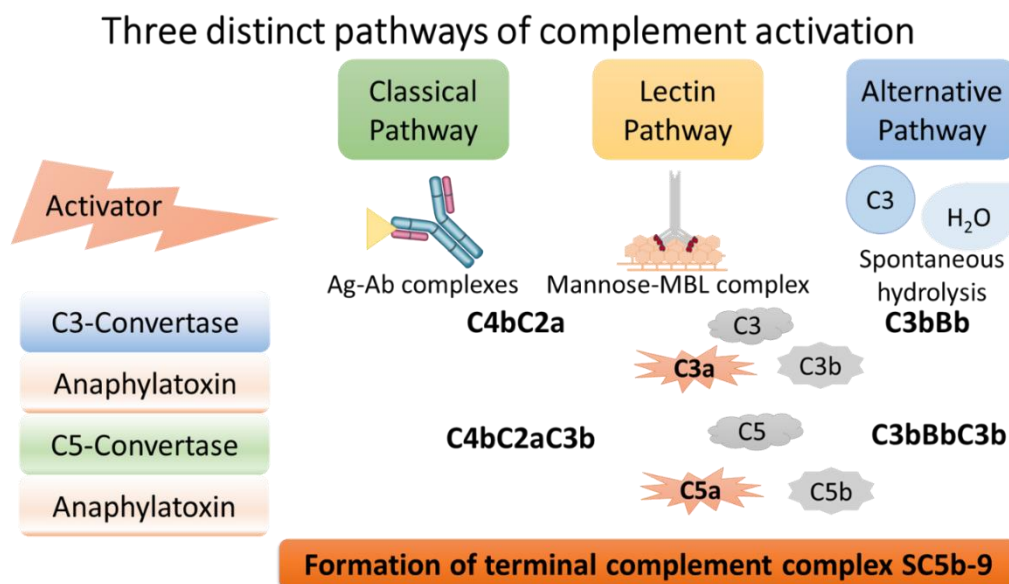 Three distinct pathways of complement activation
Classical
Pathway
Lectin
Pathway
Alternative
Pathway
Activator
C3
H₂O
Ag-Ab complexes
Mannose-MBL complex
Spontaneous
hydrolysis
C3-Convertase
C4bC2a
C3
C3bBb
Anaphylatoxin
C3a
C3b
C5-Convertase
C4bC2aC3b
C5
C3bBbC3b
Anaphylatoxin
C5a
C5b
Formation of terminal complement complex SC5b-9